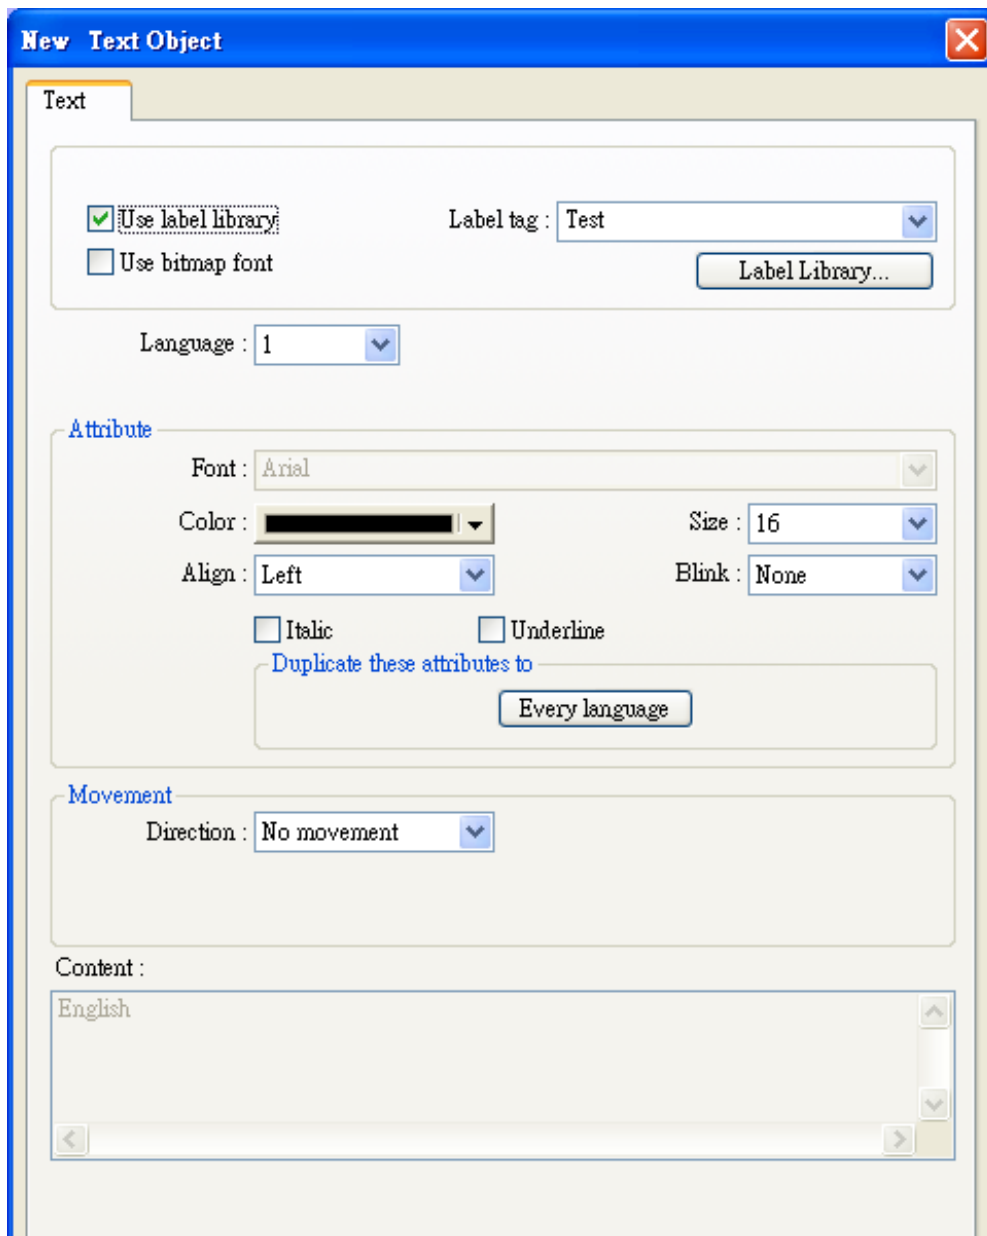 New Text Object
Text
Use label library Label tag : Test
Use bitmap font Label Library...
Language : 1
Attribute
Font : Arial
Color : Size : 16
Align : Left Blink : None
Italic Underline
Duplicate these attributes to
Every language
Movement
Direction : No movement
Content :
English